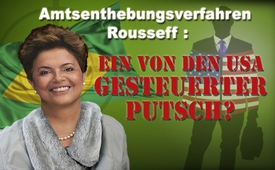 Amtsenthebungsverfahren
Rousseff :
EIN VON DEN USA
GESTEUERTER
PUTSCH?